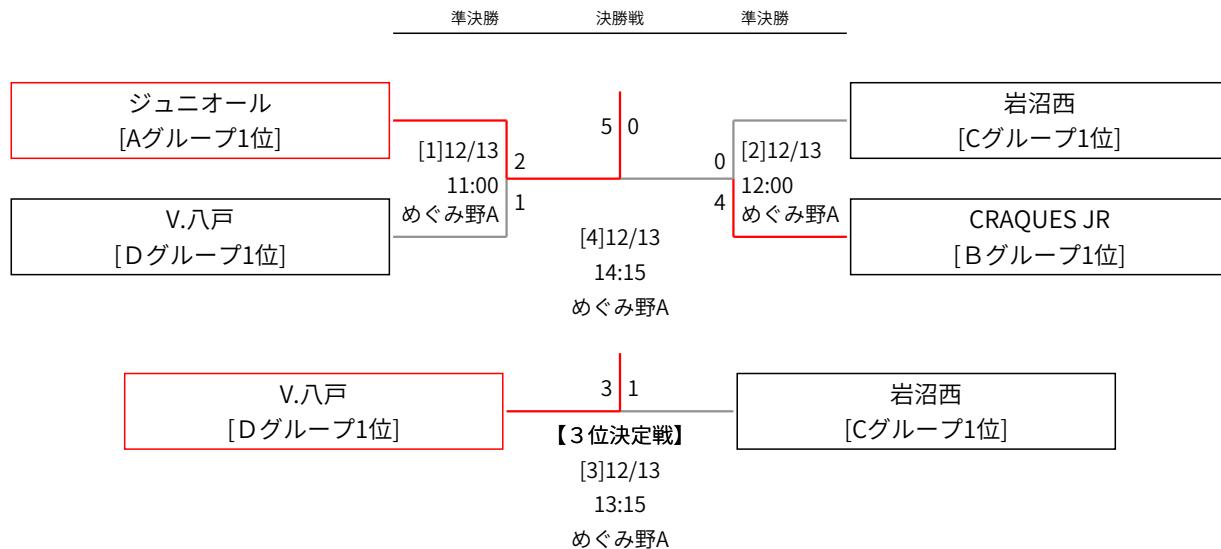 準決勝 決勝戦 準決勝
ジュニオール
[Aグループ1位]
V.八戸
[Ｄグループ1位]
[1]12/13
11:00
めぐみ野A
2
1
5 0
[4]12/13
14:15
めぐみ野A
0
4
[2]12/13
12:00
めぐみ野A
岩沼西
[Cグループ1位]
CRAQUES JR
[Ｂグループ1位]
V.八戸
[Ｄグループ1位]
3 1
【３位決定戦】
[3]12/13
13:15
めぐみ野A
岩沼西
[Cグループ1位]